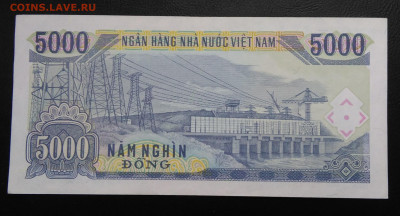 COINS.LAVE.RU
5000 NGÂN HÀNG NHÀ NƯỚC VIỆT NAM 5000
5000 NĂM NGHÌN
ĐỒNG